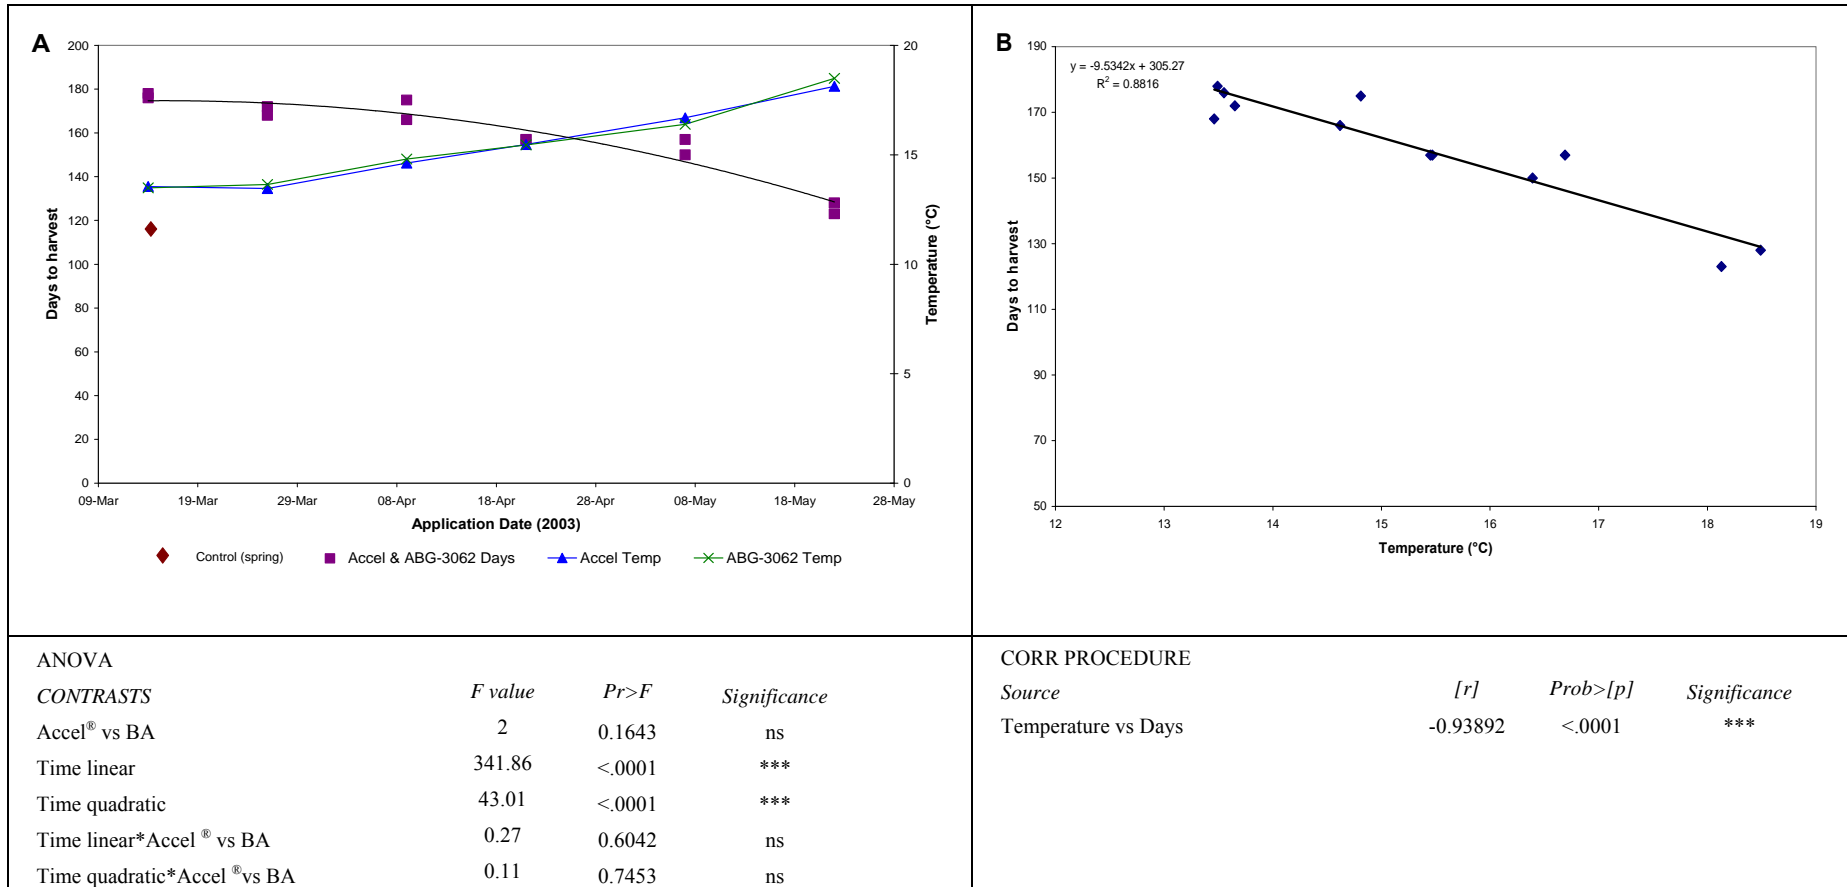 A
200
180
160
140
120
100
80
60
40
20
0
Days to harvest
20
15
10
5
0
Temperature (°C)
09-Mar 19-Mar 29-Mar 08-Apr 18-Apr 28-Apr 08-May 18-May 28-May
Application Date (2003)
Control (spring) Accel & ABG-3062 Days Accel Temp ABG-3062 Temp
B
y = -9.5342x + 305.27
R² = 0.8816
190
170
150
130
110
90
70
50
Days to harvest
12 13 14 15 16 17 18 19
Temperature (°C)
ANOVA
CONTRASTS F value Pr>F Significance
Accel® vs BA 2 0.1643 ns
Time linear 341.86 <.0001 ***
Time quadratic 43.01 <.0001 ***
Time linear*Accel ® vs BA 0.27 0.6042 ns
Time quadratic*Accel ®vs BA 0.11 0.7453 ns
CORR PROCEDURE
Source [r] Prob>[p] Significance
Temperature vs Days -0.93892 <.0001 ***